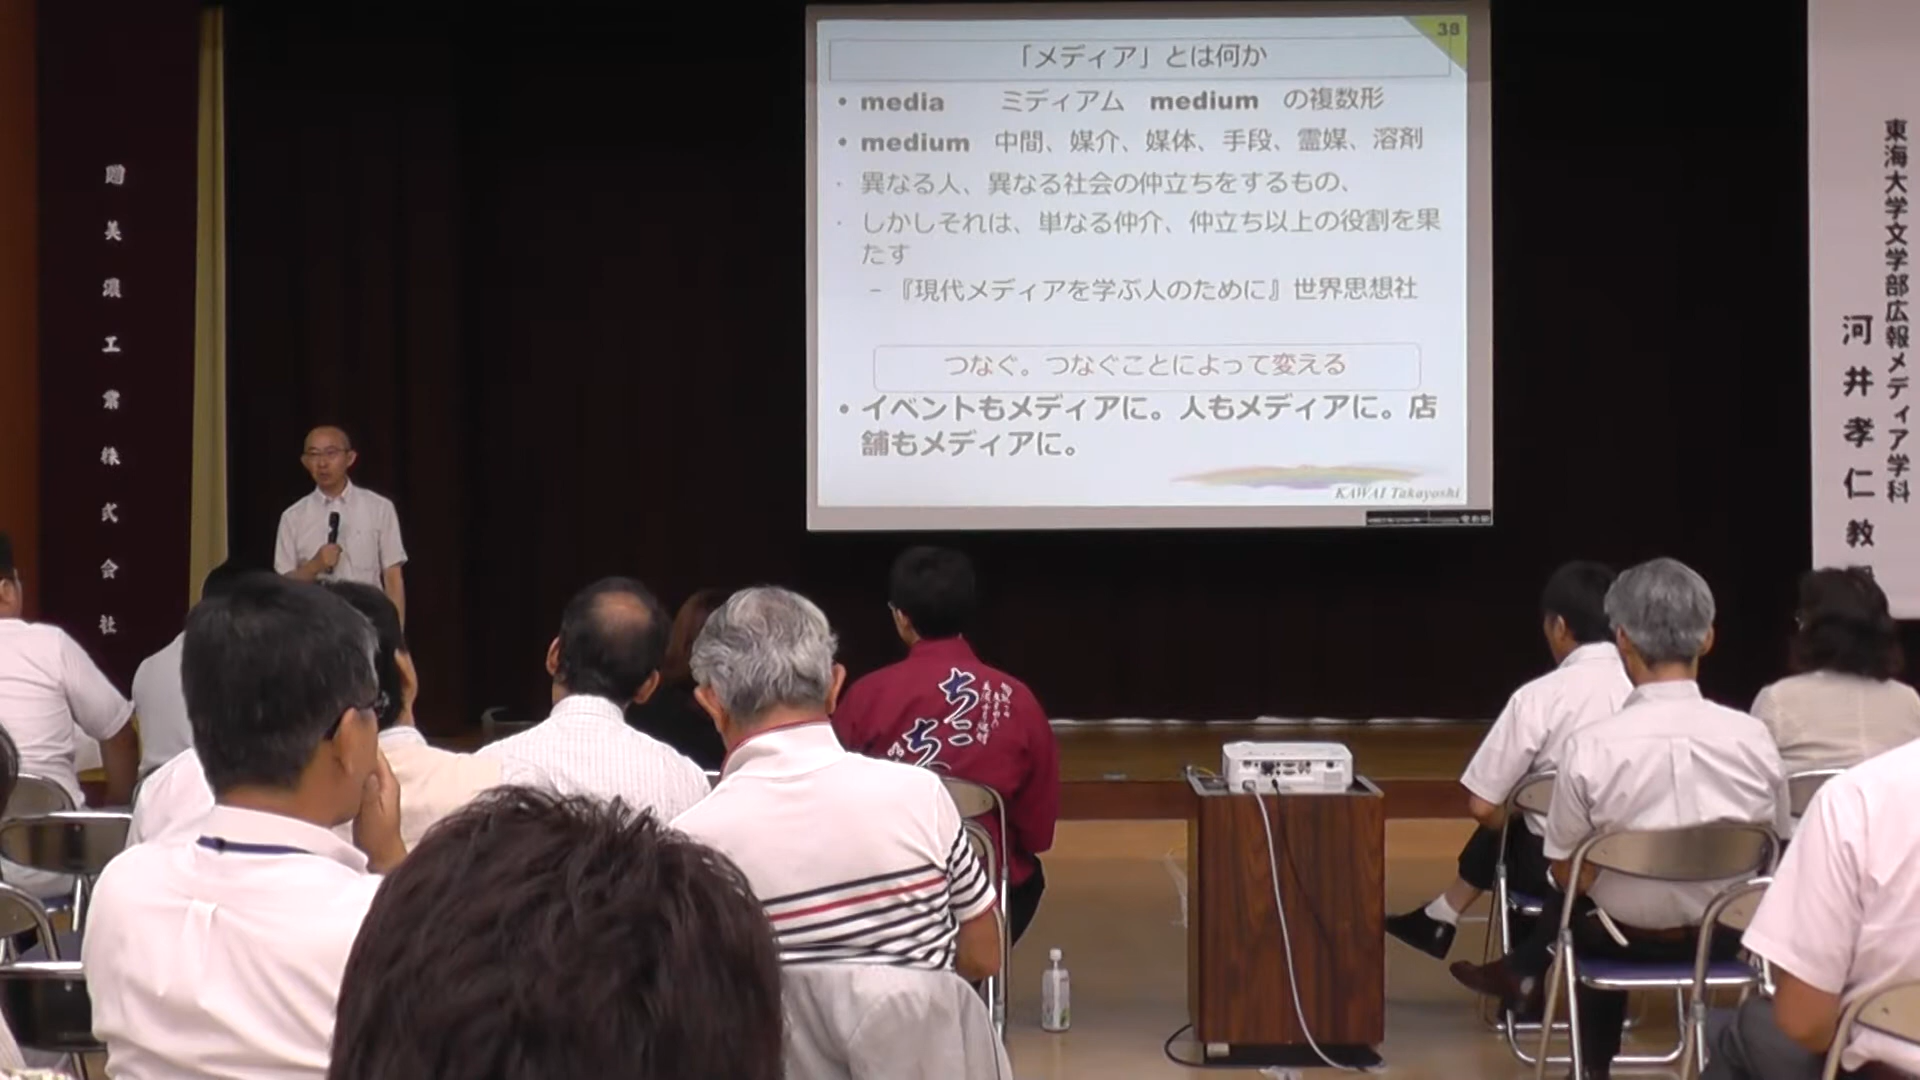 贈
美
濃
工
業
株
式
会
社
38
「メディア」とは何か
• media ミディアム medium の複数形
• medium 中間、媒介、媒体、手段、霊媒、溶剤
・ 異なる人、異なる社会の仲立ちをするもの、
・ しかしそれは、単なる仲介、仲立ち以上の役割を果
たす
– 『現代メディアを学ぶ人のために』世界思想社
つなぐ。つなぐことによって変える
• イベントもメディアに。人もメディアに。店
舗もメディアに。
KAWAI Takayoshi
東海大学文学部広報メディア学科
河井孝仁教